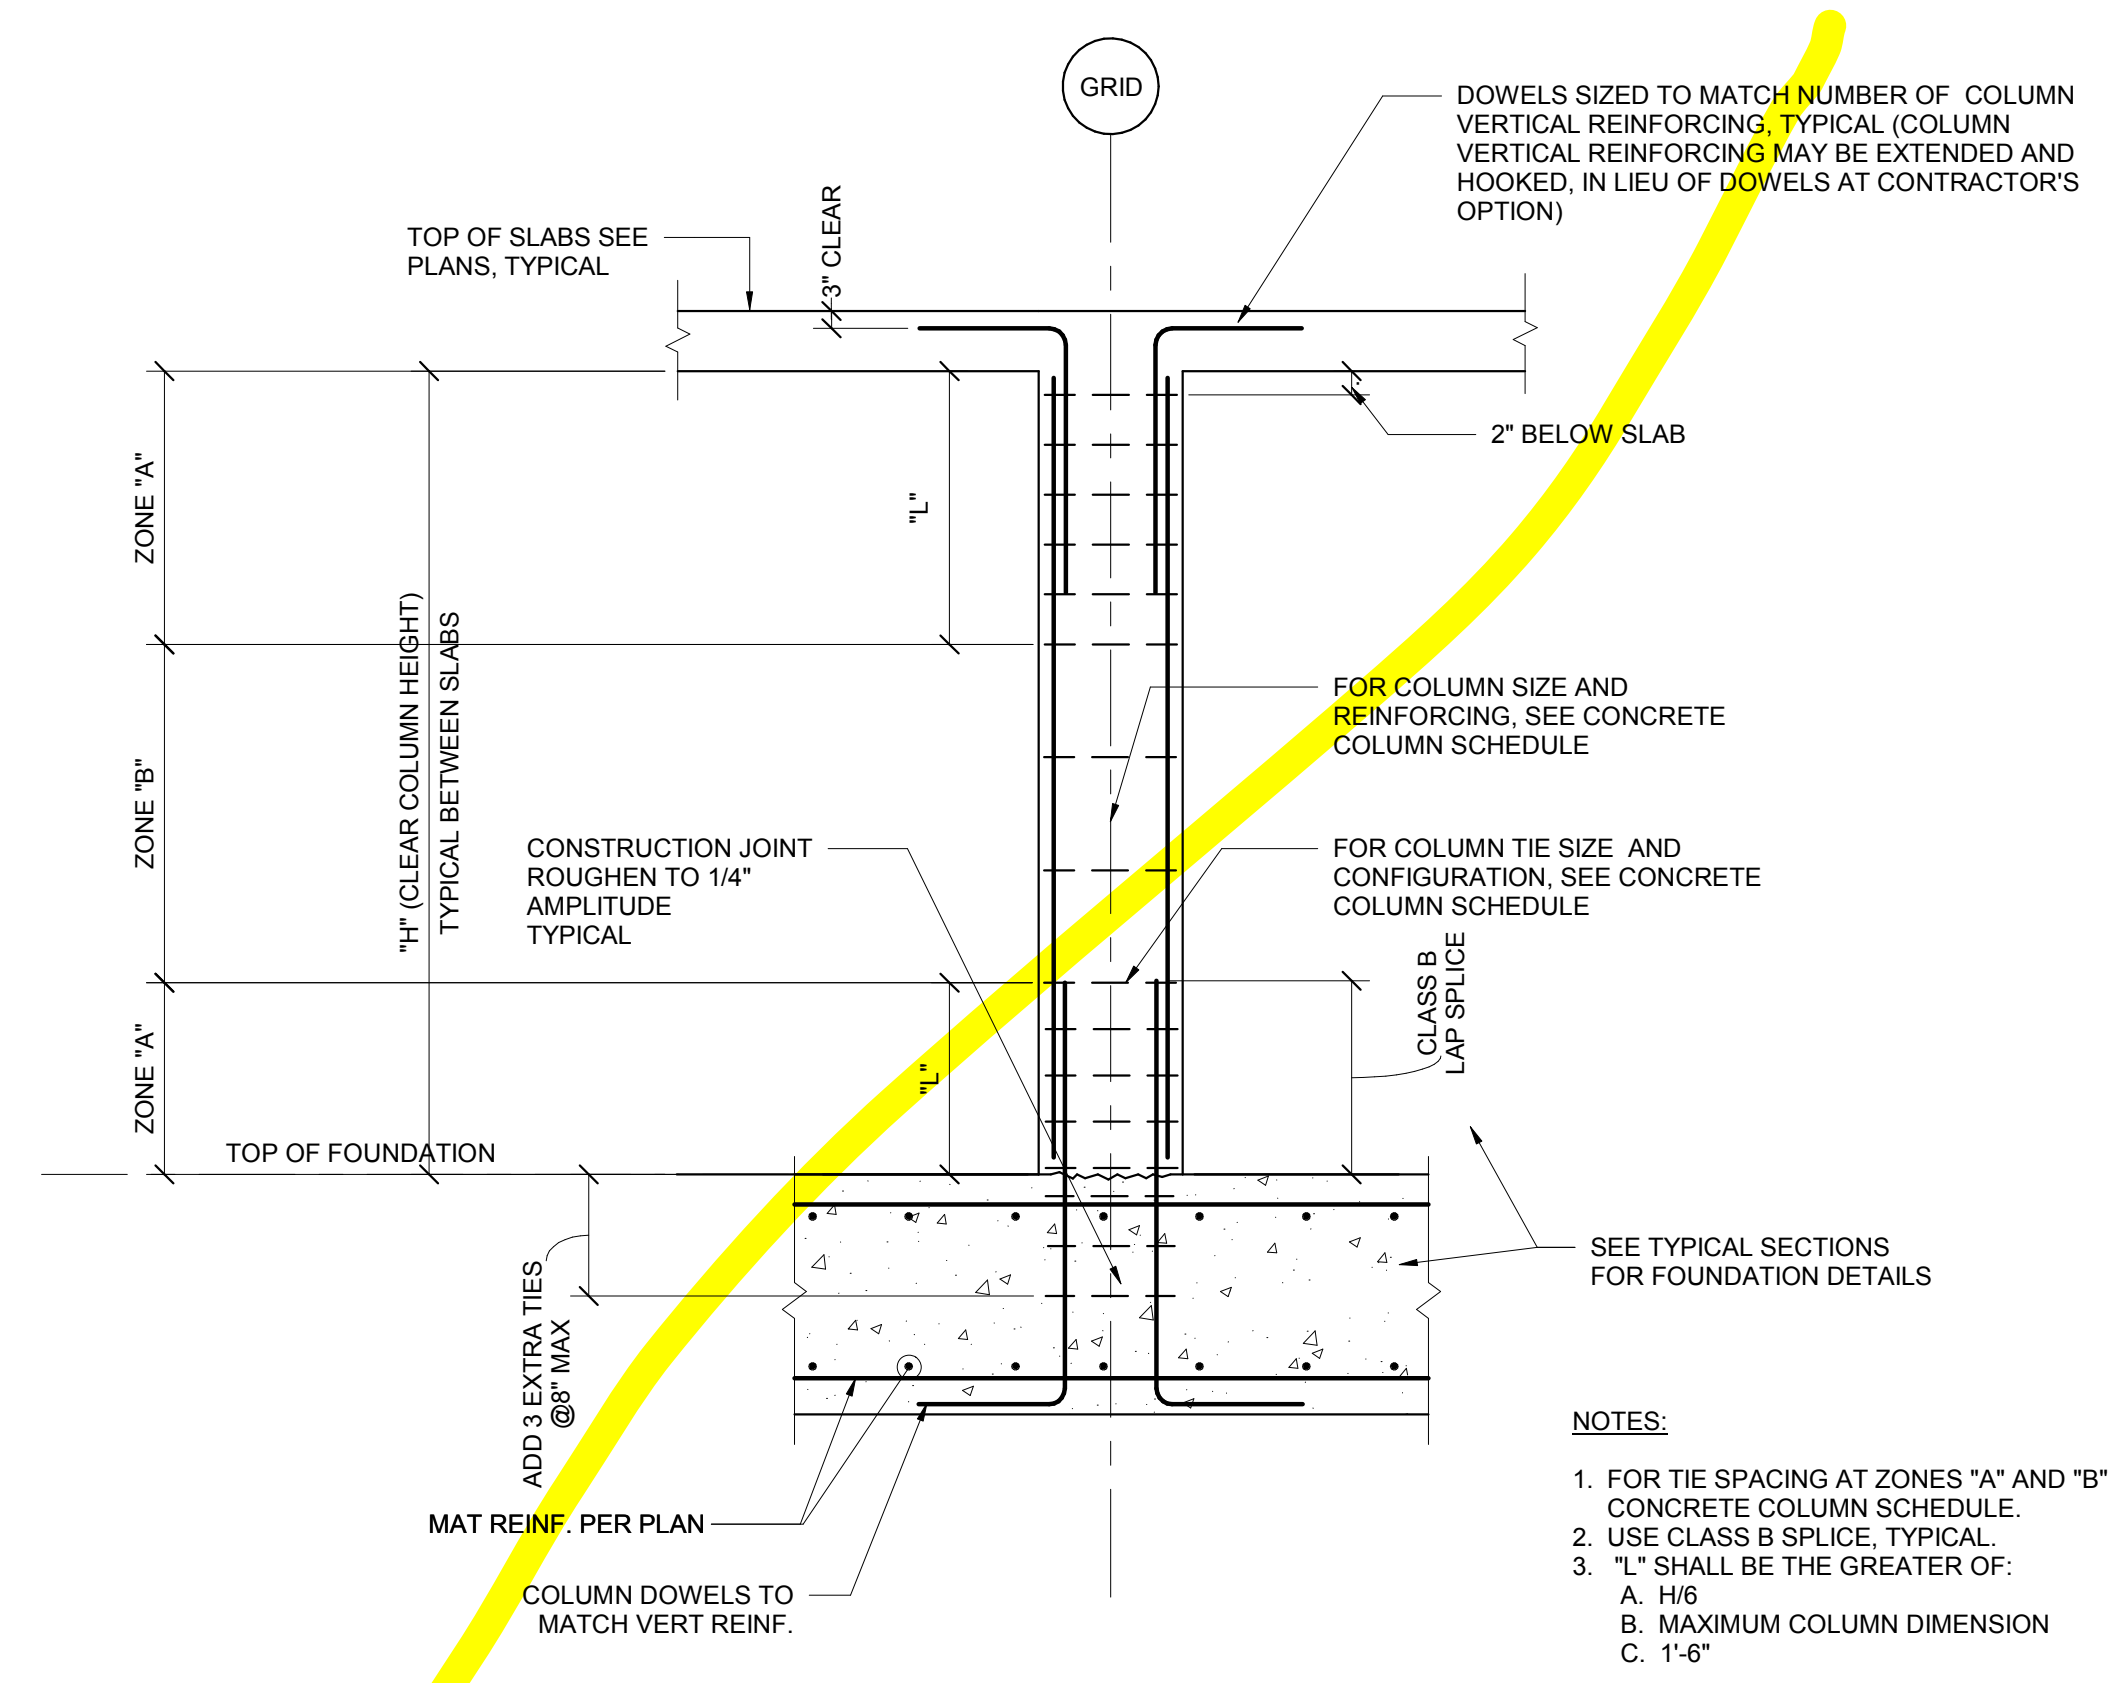 GRID
DOWELS SIZED TO MATCH NUMBER OF COLUMN
VERTICAL REINFORCING, TYPICAL (COLUMN
VERTICAL REINFORCING MAY BE EXTENDED AND
HOOKED, IN LIEU OF DOWELS AT CONTRACTOR'S
OPTION)
TOP OF SLABS SEE
PLANS, TYPICAL
3" CLEAR
2" BELOW SLAB
ZONE "A"
"L"
"H" (CLEAR COLUMN HEIGHT)
TYPICAL BETWEEN SLABS
FOR COLUMN SIZE AND
REINFORCING, SEE CONCRETE
COLUMN SCHEDULE
ZONE "B"
CONSTRUCTION JOINT
ROUGHEN TO 1/4"
AMPLITUDE
TYPICAL
FOR COLUMN TIE SIZE AND
CONFIGURATION, SEE CONCRETE
COLUMN SCHEDULE
CLASS B
LAP SPLICE
ZONE "A"
"L"
TOP OF FOUNDATION
SEE TYPICAL SECTIONS
FOR FOUNDATION DETAILS
ADD 3 EXTRA TIES
@8" MAX
MAT REINF. PER PLAN
COLUMN DOWELS TO
MATCH VERT REINF.
NOTES:
1. FOR TIE SPACING AT ZONES "A" AND "B"
CONCRETE COLUMN SCHEDULE.
2. USE CLASS B SPLICE, TYPICAL.
3. "L" SHALL BE THE GREATER OF:
A. H/6
B. MAXIMUM COLUMN DIMENSION
C. 1'-6"